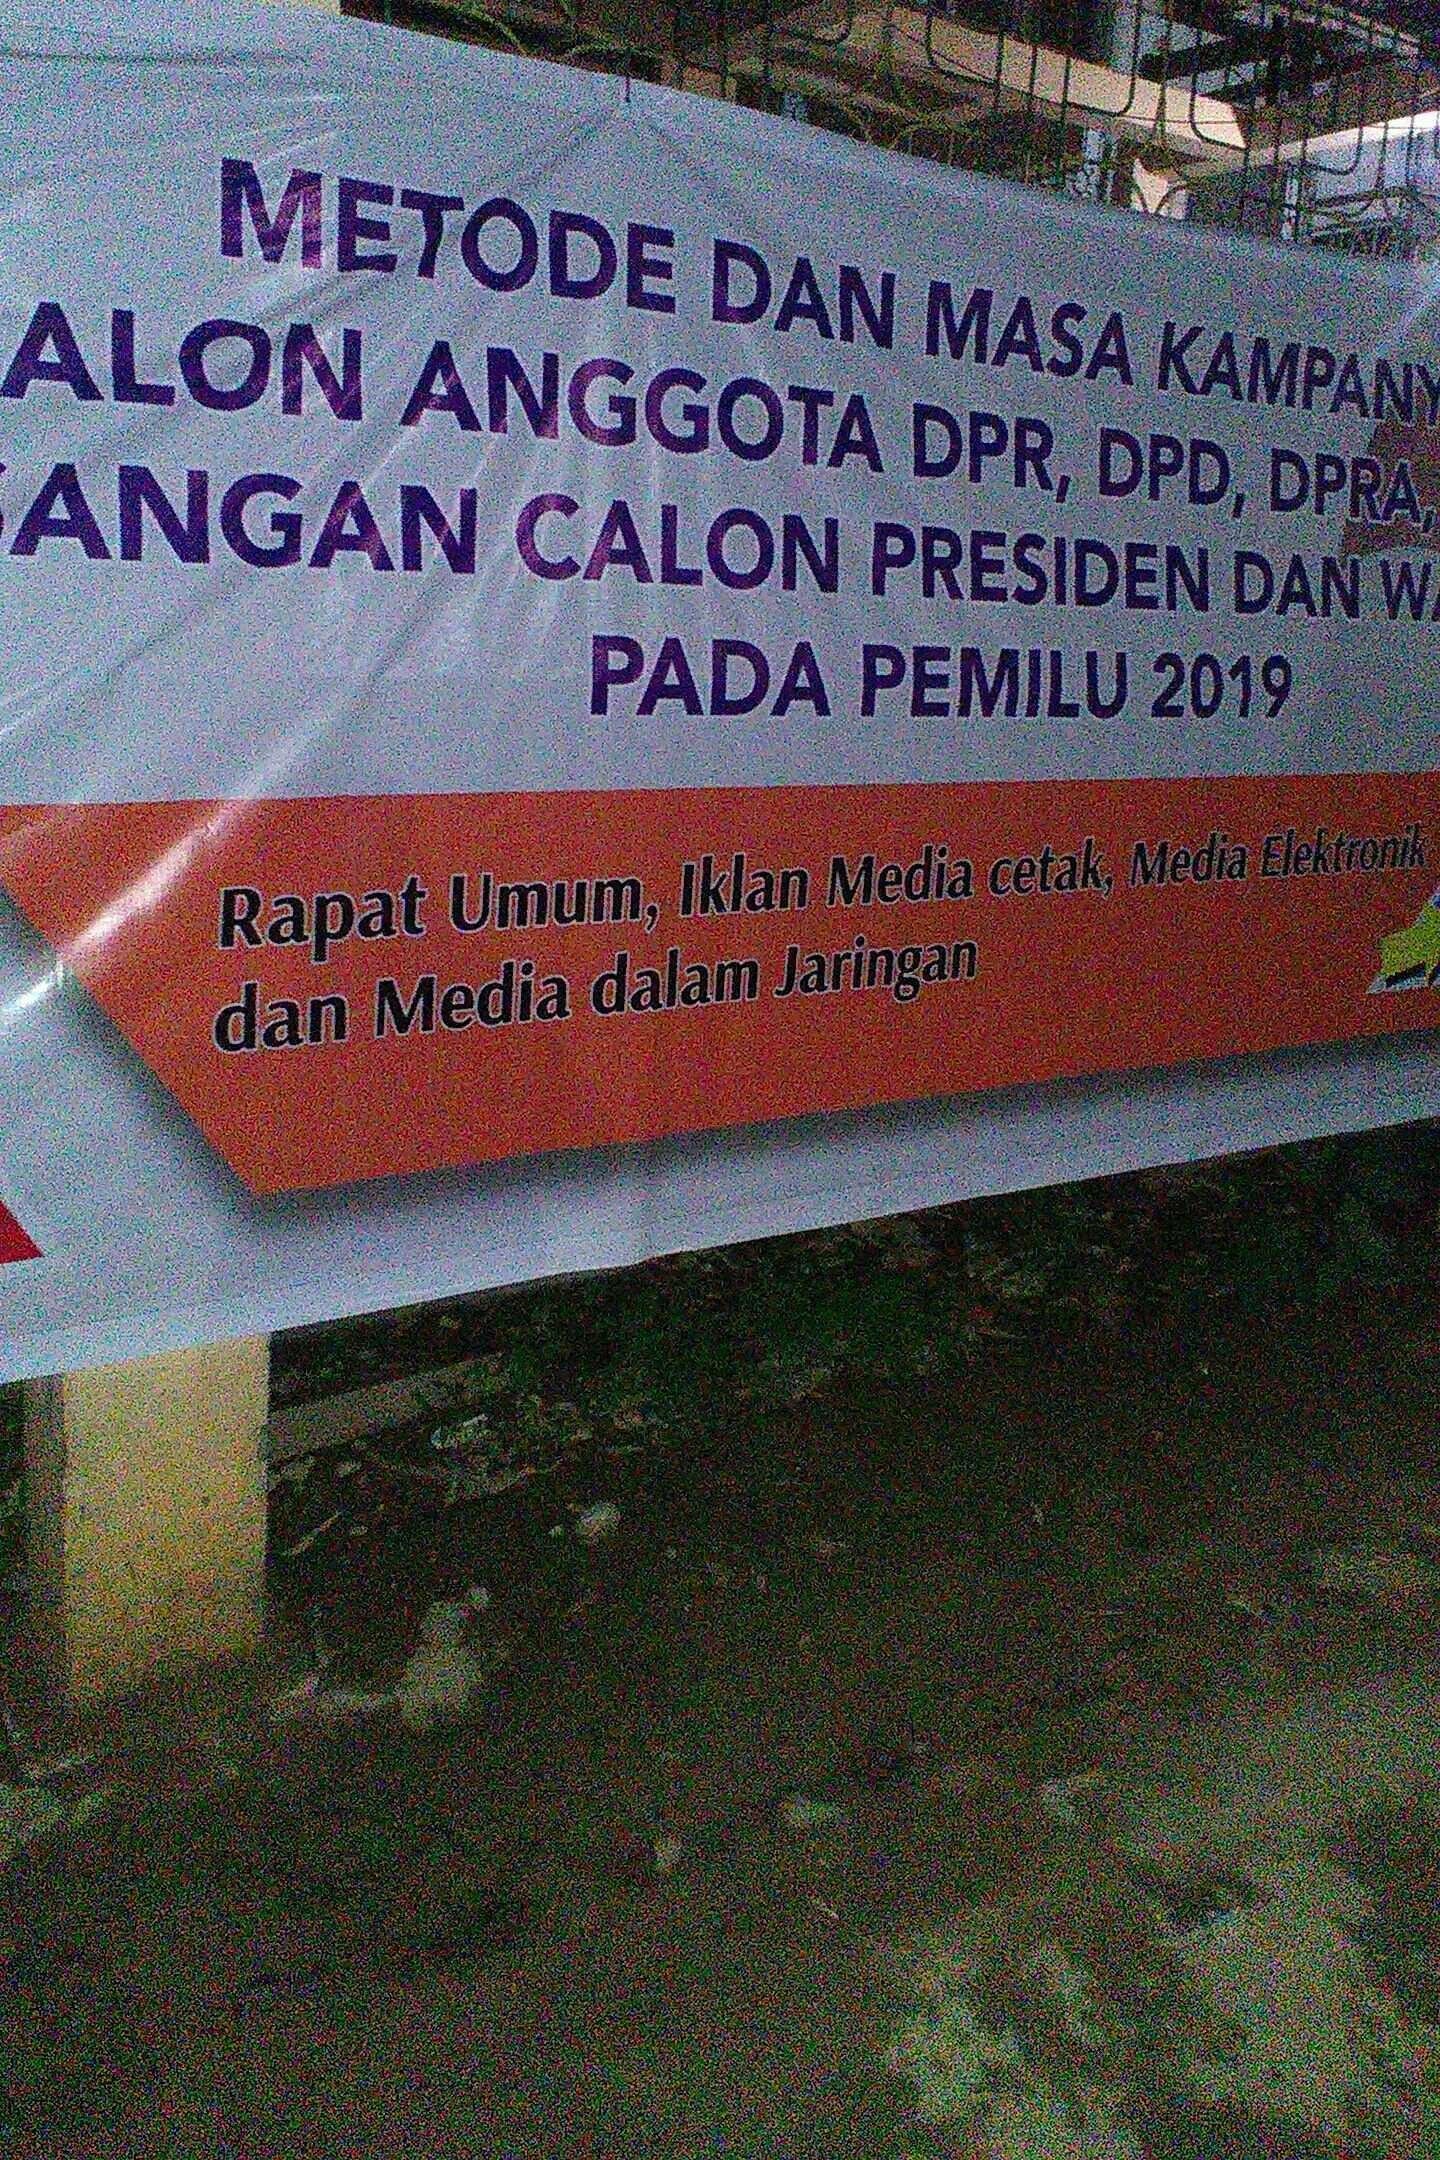 METODE DAN MASA KAMPANY
ALON ANGGOTA DPR, DPD, DPRA,
SANGAN CALON PRESIDEN DAN WA
PADA PEMILU 2019
Rapat Umum, Iklan Media cetak, Media Elektronik
dan Media dalam Jaringan